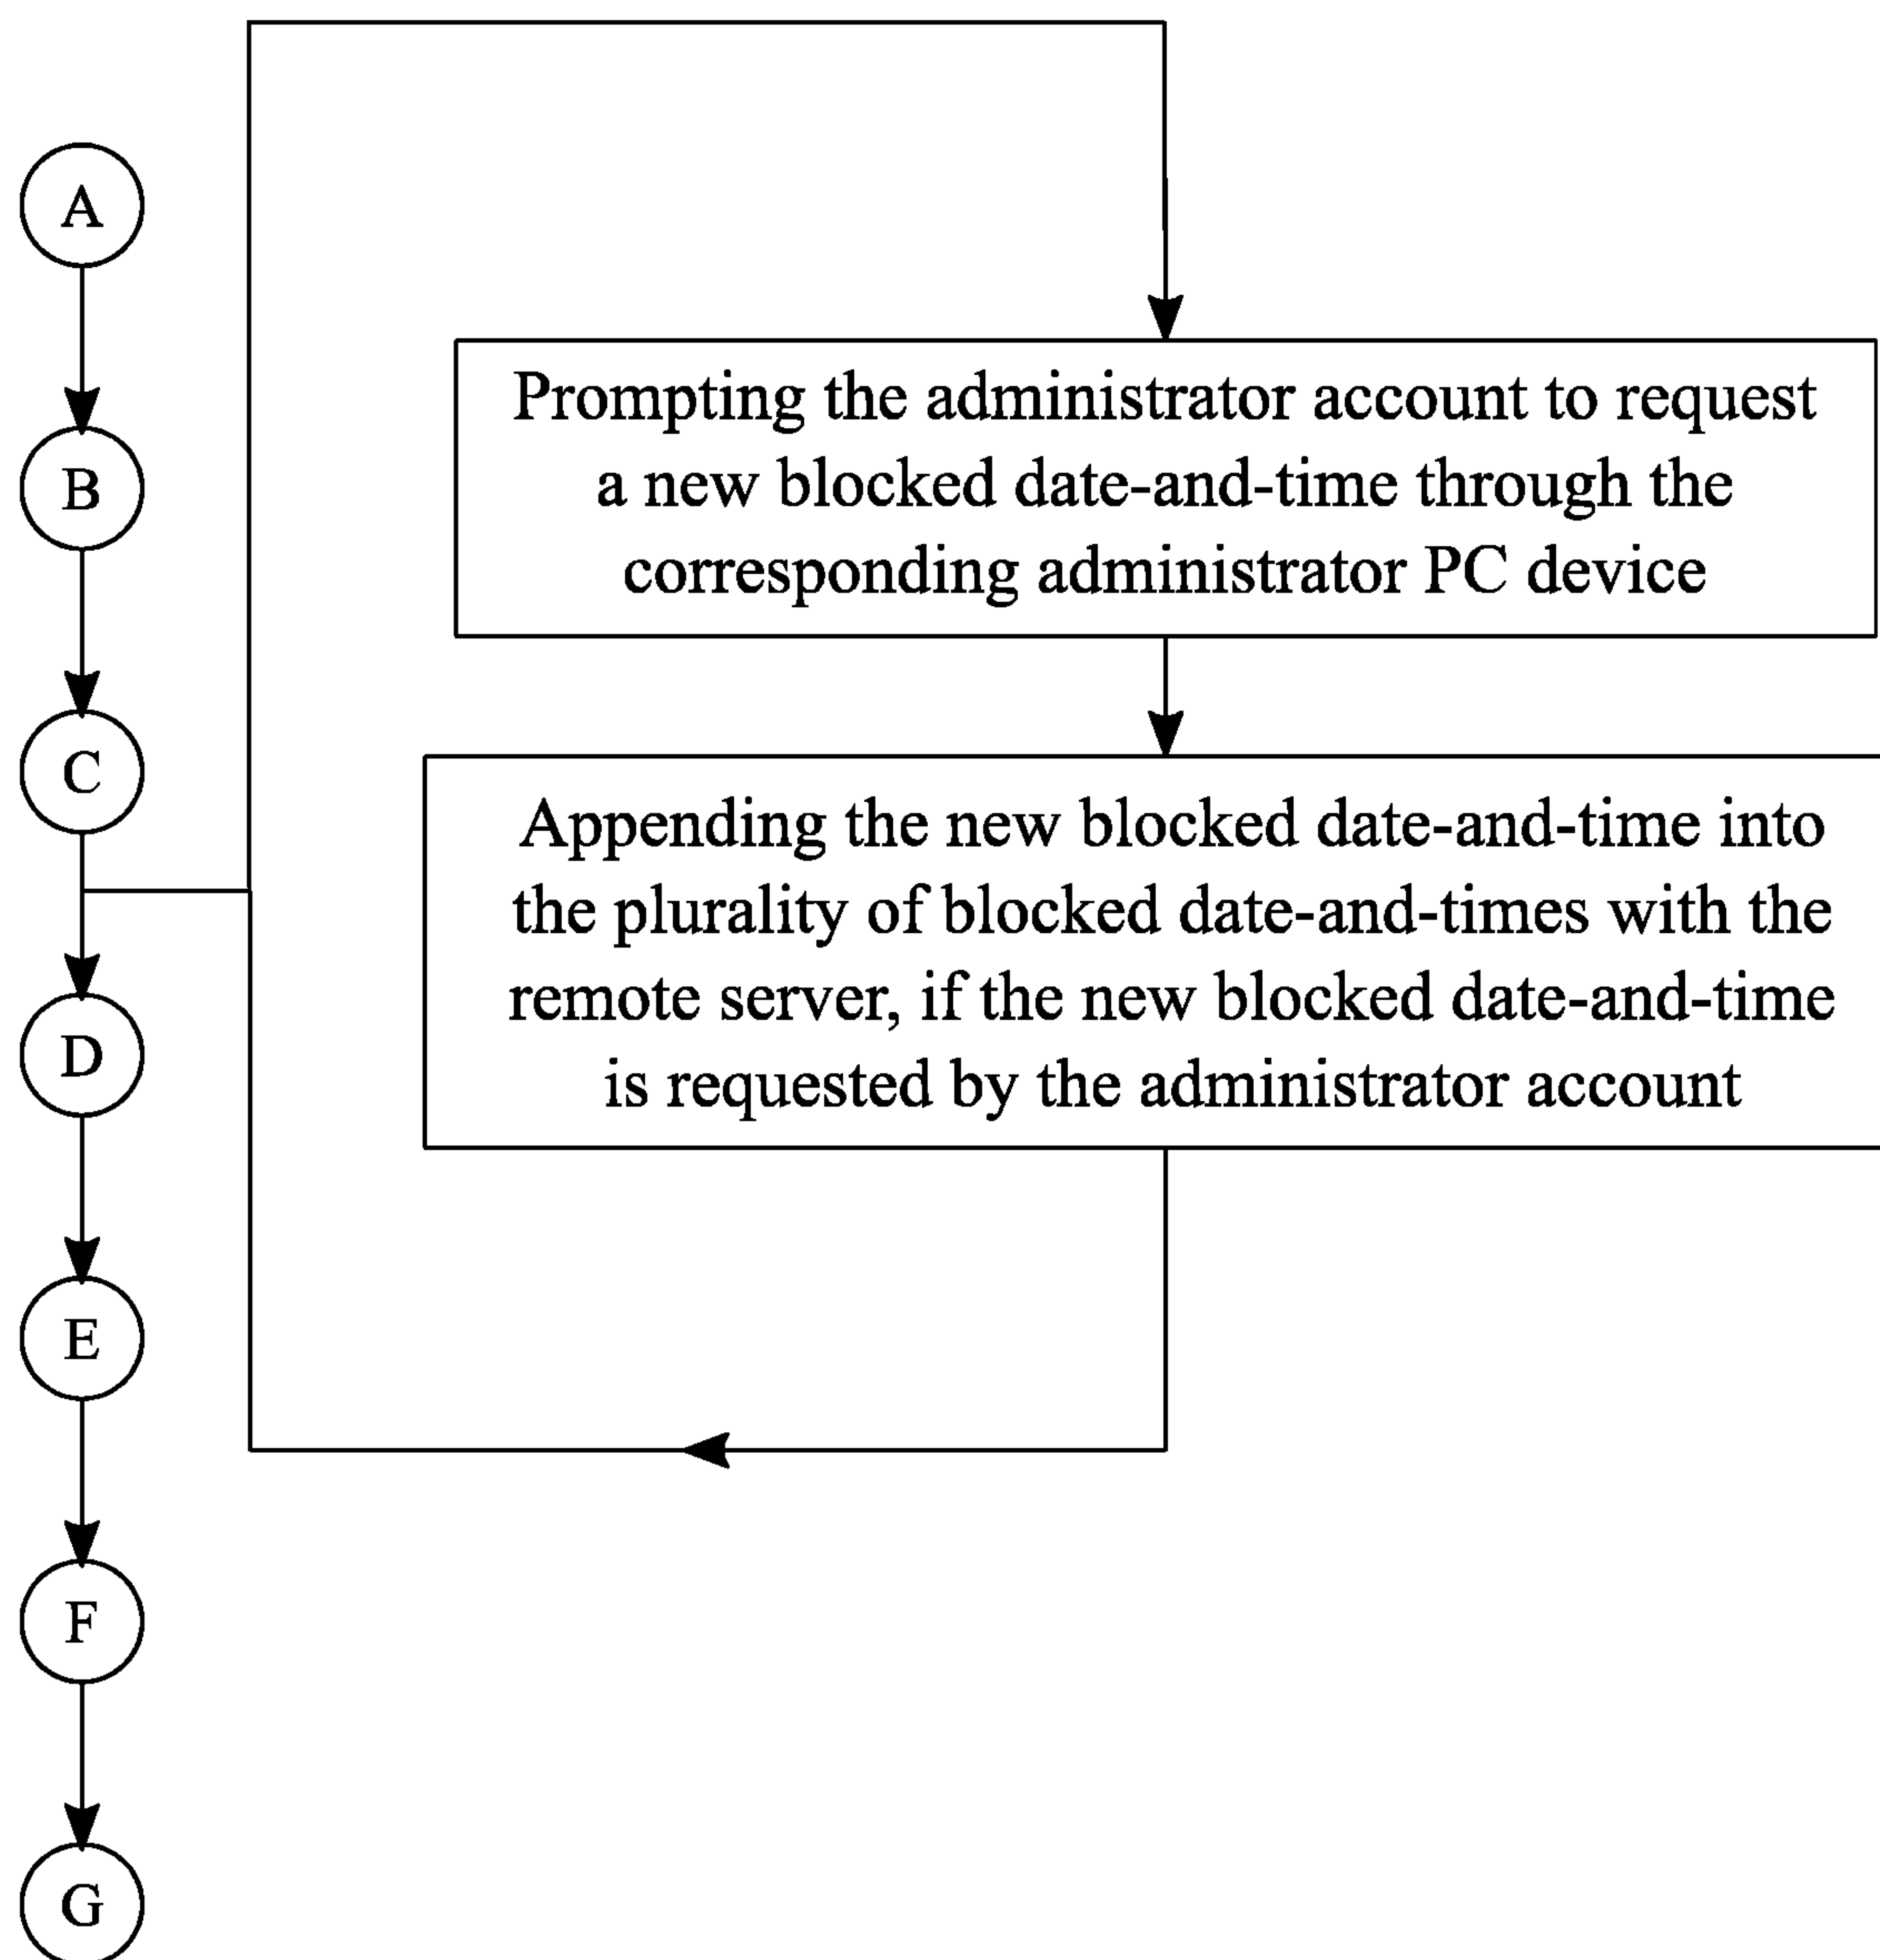 A
B
C
D
E
F
G
Prompting the administrator account to request
a new blocked date-and-time through the
corresponding administrator PC device
Appending the new blocked date-and-time into
the plurality of blocked date-and-times with the
remote server, if the new blocked date-and-time
is requested by the administrator account